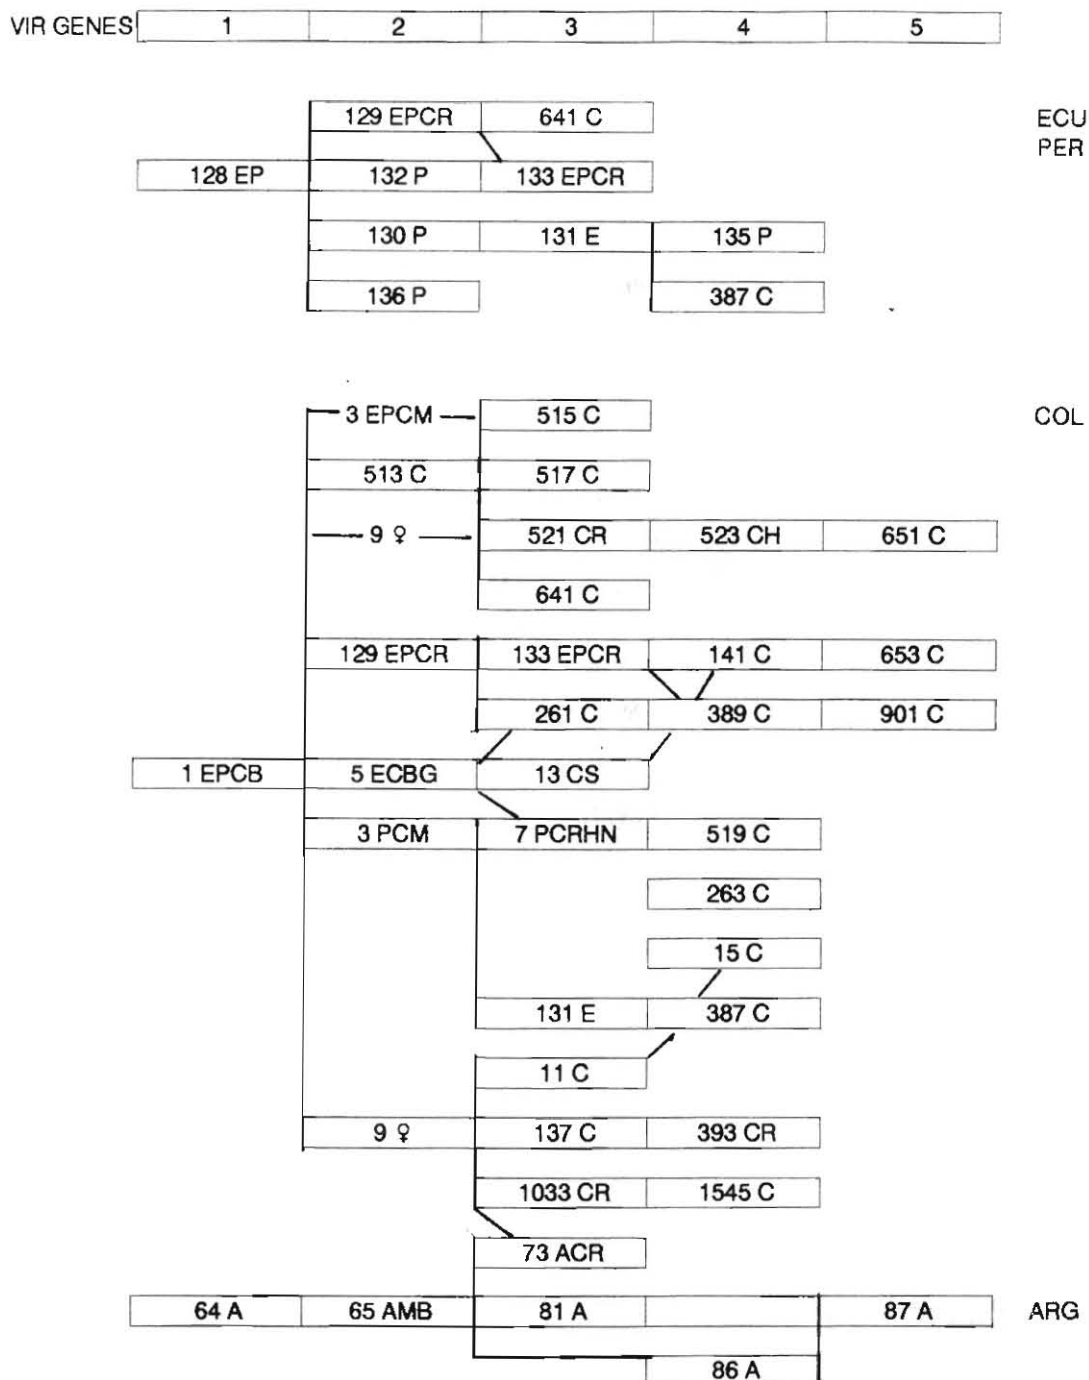 VIR GENES 1 2 3 4 5
129 EPCR 641 C ECU
PER
128 EP 132 P 133 EPCR
130 P 131 E 135 P
136 P 387 C
3 EPCM 515 C COL
513 C 517 C
9 ♀ 521 CR 523 CH 651 C
641 C
129 EPCR 133 EPCR 141 C 653 C
261 C 389 C 901 C
1 EPCB 5 ECBG 13 CS
3 PCM 7 PCRHN 519 C
263 C
15 C
131 E 387 C
11 C
9 ♀ 137 C 393 CR
1033 CR 1545 C
73 ACR
64 A 65 AMB 81 A 87 A ARG
86 A